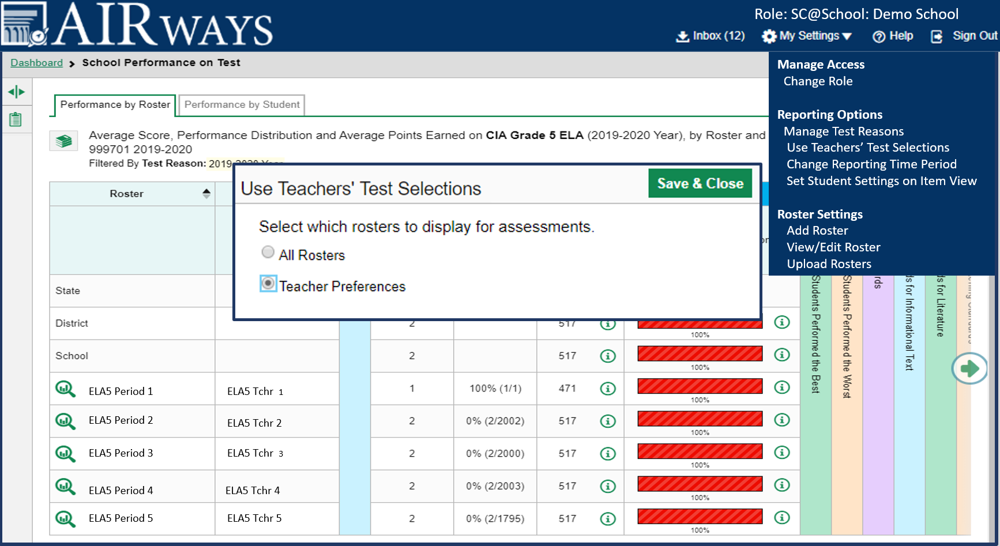 AIRWAYS
Role: SC@School: Demo School
Inbox (12) My Settings Help Sign Out
Dashboard School Performance on Test
Manage Access
Change Role
Reporting Options
Manage Test Reasons
Use Teachers’ Test Selections
Change Reporting Time Period
Set Student Settings on Item View
Roster Settings
Add Roster
View/Edit Roster
Upload Rosters
Performance by Roster Performance by Student
Average Score, Performance Distribution and Average Points Earned on CIA Grade 5 ELA (2019-2020 Year), by Roster and
999701 2019-2020
Filtered By Test Reason: 2019-2020 Year
Use Teachers' Test Selections Save & Close
Select which rosters to display for assessments.
All Rosters
Teacher Preferences
Roster
State
District 2 517 100%
School 2 517 100%
ELA5 Period 1 ELA5 Tchr 1 1 100% (1/1) 471 100%
ELA5 Period 2 ELA5 Tchr 2 2 0% (2/2002) 517 100%
ELA5 Period 3 ELA5 Tchr 3 2 0% (2/2000) 517 100%
ELA5 Period 4 ELA5 Tchr 4 2 0% (2/2003) 517 100%
ELA5 Period 5 ELA5 Tchr 5 2 0% (2/1795) 517 100%
Students Performed the Best
Students Performed the Worst
rds
ds for Informational Text
ds for Literature